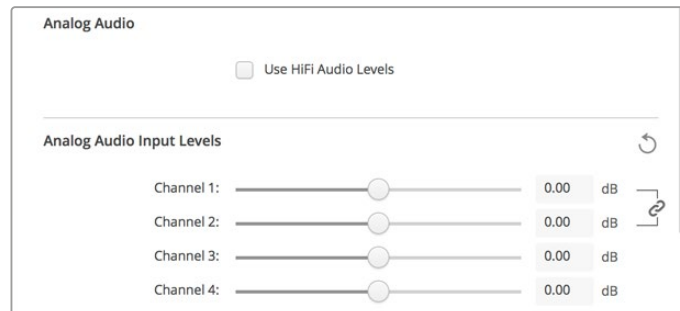 Analog Audio
Use HiFi Audio Levels
Analog Audio Input Levels
Channel 1: 0.00 dB
Channel 2: 0.00 dB
Channel 3: 0.00 dB
Channel 4: 0.00 dB